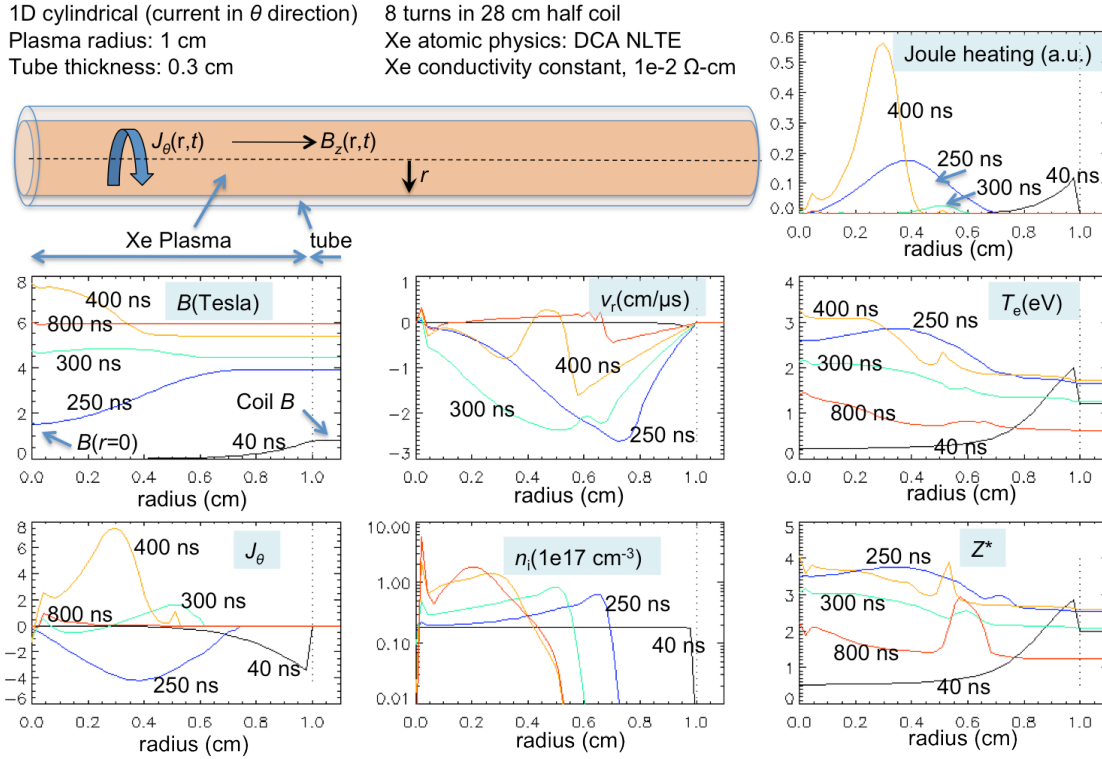 1D cylindrical (current in θ direction)
Plasma radius: 1 cm
Tube thickness: 0.3 cm
8 turns in 28 cm half coil
Xe atomic physics: DCA NLTE
Xe conductivity constant, 1e-2 Ω-cm
Jθ(r,t)
Bz(r,t)
r
Xe Plasma
tube
Joule heating (a.u.)
0.6
0.5
0.4
0.3
0.2
0.1
0.0
400 ns
250 ns
300 ns
40 ns
0.0 0.2 0.4 0.6 0.8 1.0
radius (cm)
B(Tesla)
8
6
4
2
0
400 ns
800 ns
300 ns
250 ns
Coil B
B(r=0)
40 ns
0.0 0.2 0.4 0.6 0.8 1.0
radius (cm)
vr(cm/μs)
1
0
−1
−2
−3
400 ns
300 ns
250 ns
0.0 0.2 0.4 0.6 0.8 1.0
radius (cm)
Te(eV)
4
3
2
1
0
400 ns
250 ns
300 ns
800 ns
40 ns
0.0 0.2 0.4 0.6 0.8 1.0
radius (cm)
Jθ
8
6
4
2
0
−2
−4
−6
400 ns
300 ns
800 ns
40 ns
250 ns
0.0 0.2 0.4 0.6 0.8 1.0
radius (cm)
ni(1e17 cm-3)
10.00
1.00
0.10
0.01
250 ns
40 ns
0.0 0.2 0.4 0.6 0.8 1.0
radius (cm)
Z*
5
4
3
2
1
0
250 ns
300 ns
800 ns
40 ns
0.0 0.2 0.4 0.6 0.8 1.0
radius (cm)